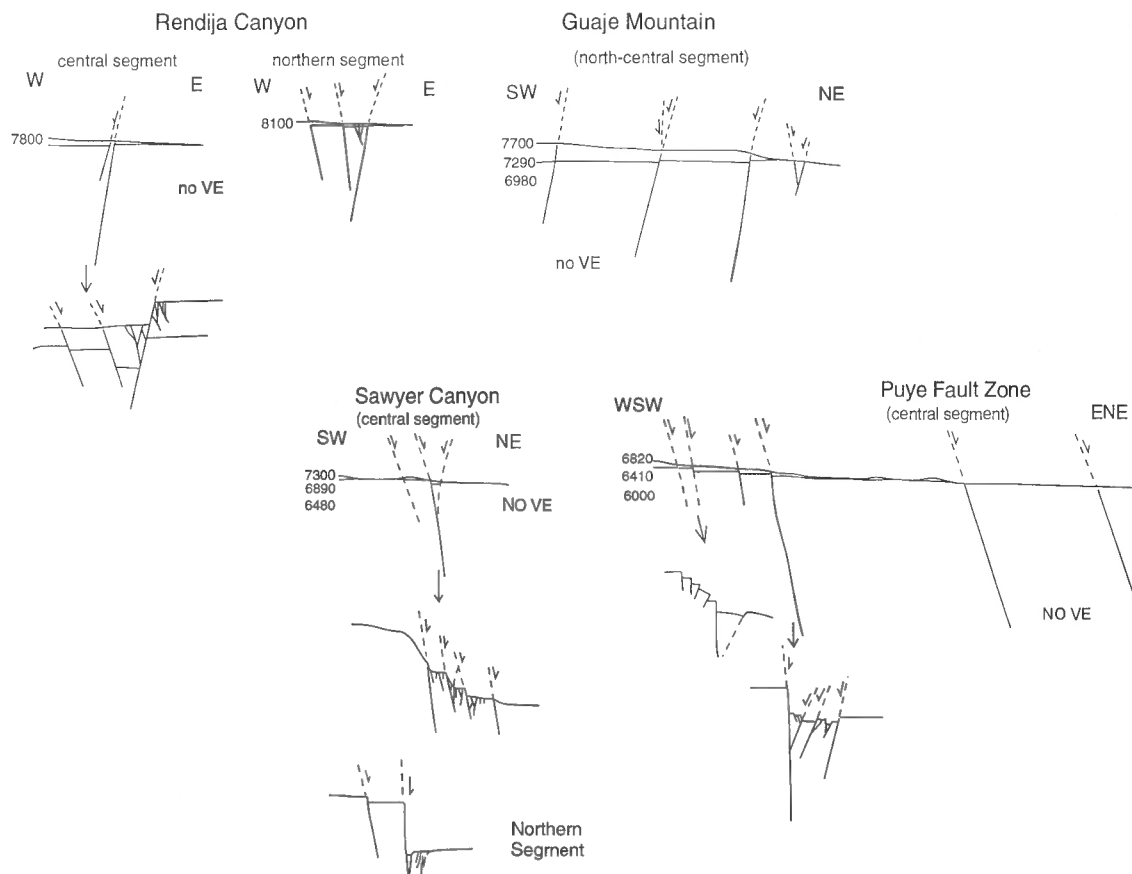 Rendija Canyon
central segment
W
E
7800
no VE
northern segment
W
E
8100
Guaje Mountain
(north-central segment)
SW
NE
7700
7290
6980
no VE
Sawyer Canyon
(central segment)
SW
NE
7300
6890
6480
NO VE
Northern
Segment
Puye Fault Zone
(central segment)
WSW
ENE
6820
6410
6000
NO VE